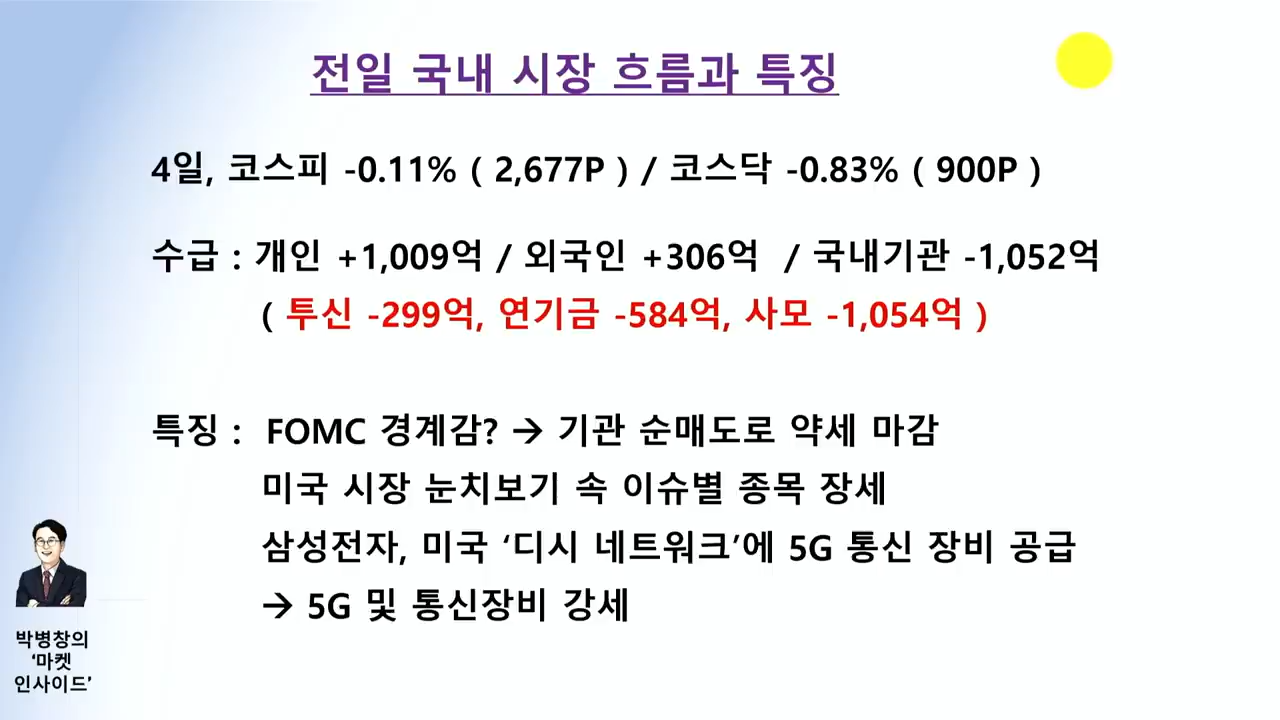 전일 국내 시장 흐름과 특징
4일, 코스피 -0.11% ( 2,677P ) / 코스닥 -0.83% ( 900P )
수급 : 개인 +1,009억 / 외국인 +306억 / 국내기관 -1,052억
( 투신 -299억, 연기금 -584억, 사모 -1,054억 )
특징 : FOMC 경계감? → 기관 순매도로 약세 마감
미국 시장 눈치보기 속 이슈별 종목 장세
삼성전자, 미국 ‘디시 네트워크’에 5G 통신 장비 공급
→ 5G 및 통신장비 강세
박병창의
‘마켓
인사이드’